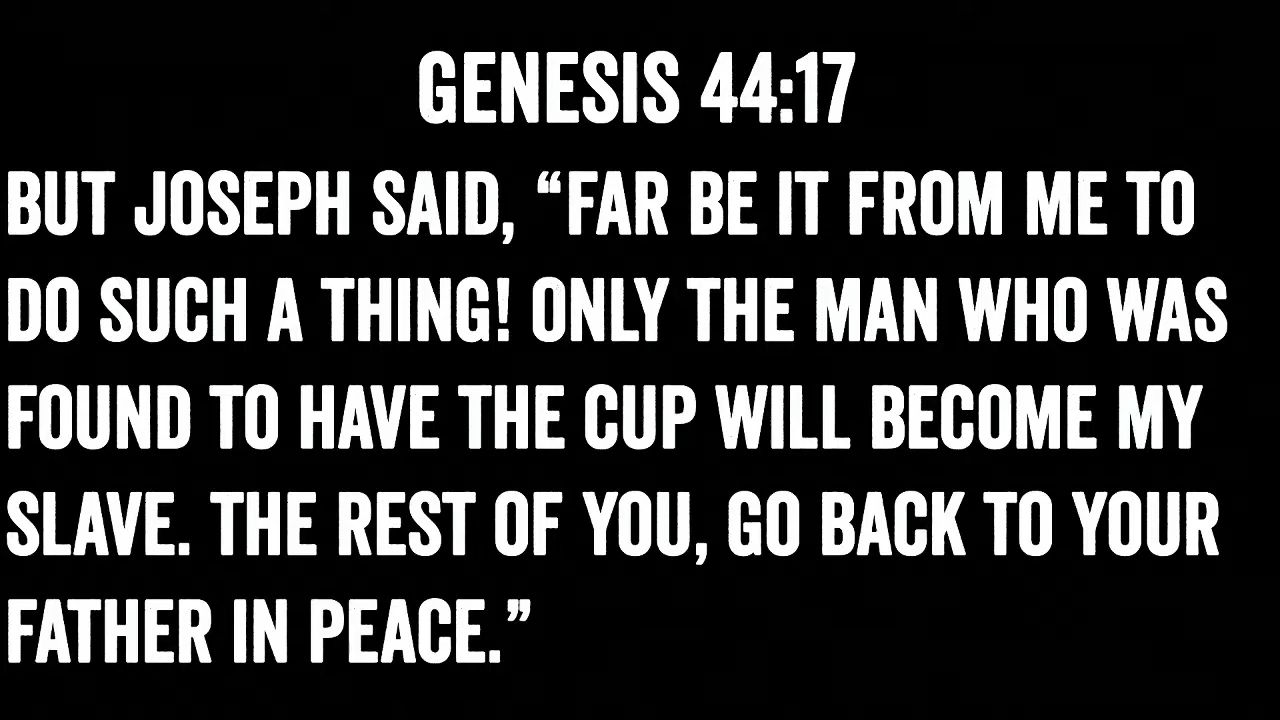 GENESIS 44:17
BUT JOSEPH SAID, “FAR BE IT FROM ME TO
DO SUCH A THING! ONLY THE MAN WHO WAS
FOUND TO HAVE THE CUP WILL BECOME MY
SLAVE. THE REST OF YOU, GO BACK TO YOUR
FATHER IN PEACE.”